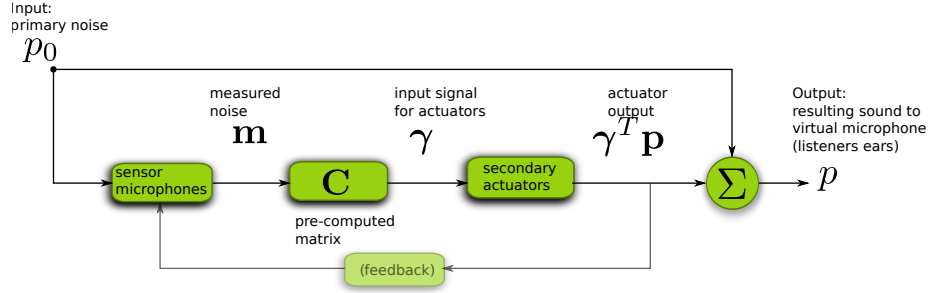 Input:
primary noise
p₀
measured
noise
m
input signal
for actuators
γ
actuator
output
γᵀp
Output:
resulting sound to
virtual microphone
(listeners ears)
sensor
microphones
C
secondary
actuators
Σ
p
pre-computed
matrix
(feedback)